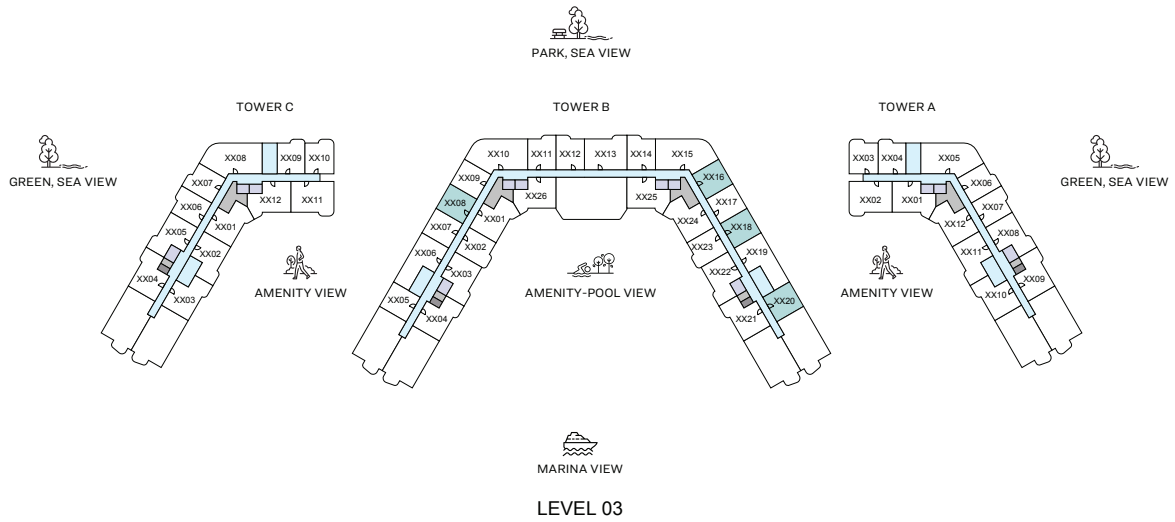 PARK, SEA VIEW
TOWER C
TOWER B
TOWER A
GREEN, SEA VIEW
GREEN, SEA VIEW
XX08
XX09
XX10
XX07
XX06
XX05
XX04
XX12
XX11
XX01
XX02
XX03
XX10
XX11
XX12
XX13
XX14
XX15
XX09
XX08
XX07
XX06
XX05
XX26
XX01
XX02
XX03
XX04
XX25
XX24
XX23
XX22
XX21
XX16
XX17
XX18
XX19
XX20
XX03
XX04
XX05
XX02
XX01
XX06
XX07
XX08
XX09
XX12
XX11
XX10
AMENITY VIEW
AMENITY-POOL VIEW
AMENITY VIEW
MARINA VIEW
LEVEL 03